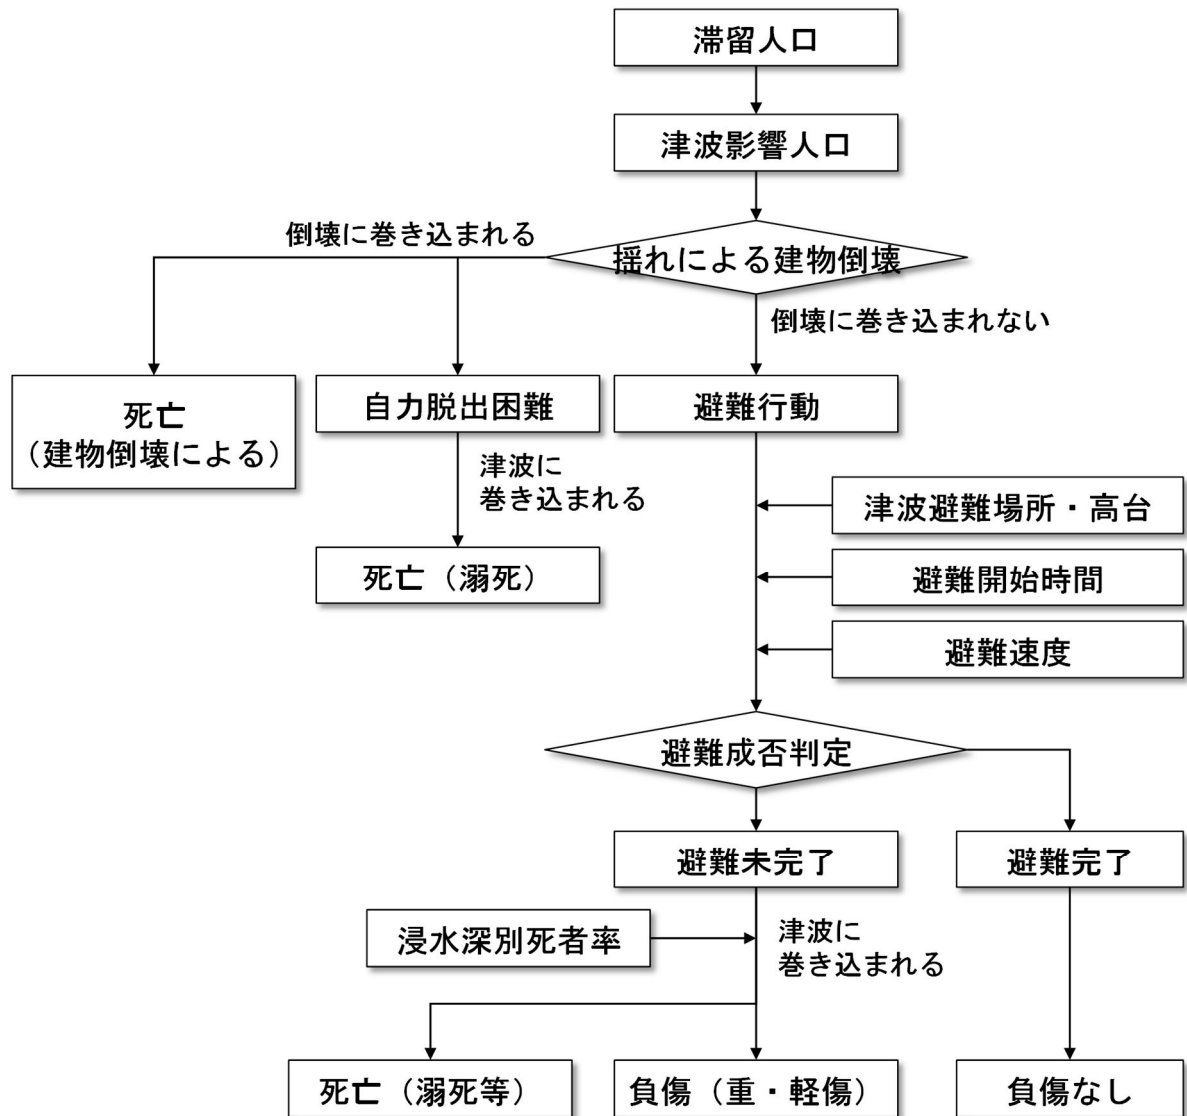 滞留人口
津波影響人口
倒壊に巻き込まれる
揺れによる建物倒壊
倒壊に巻き込まれない
死亡
（建物倒壊による）
自力脱出困難
避難行動
津波に
巻き込まれる
津波避難場所・高台
死亡（溺死）
避難開始時間
避難速度
避難成否判定
避難未完了
避難完了
浸水深別死者率
津波に
巻き込まれる
死亡（溺死等）
負傷（重・軽傷）
負傷なし